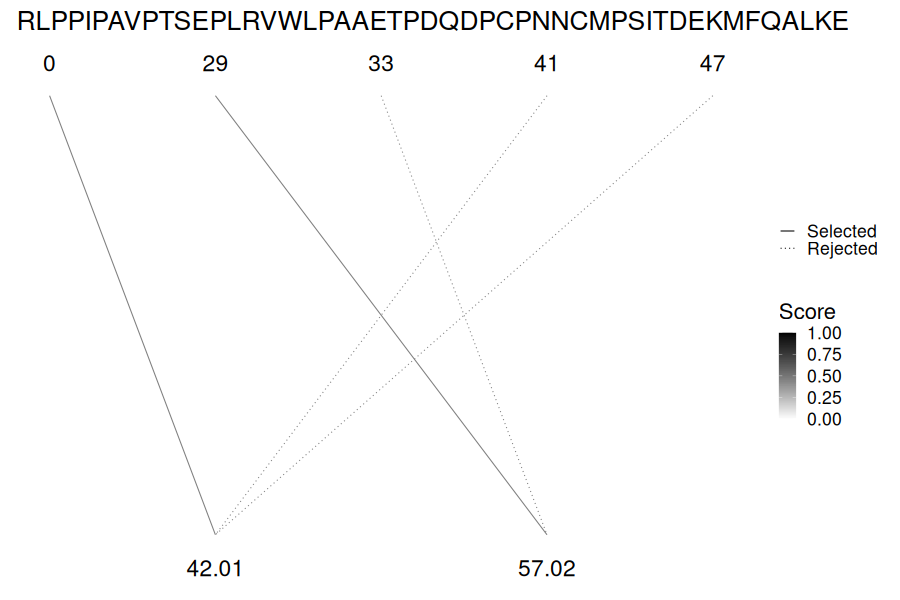 RLPPIPAVPTSEPLRVWLPAAETPDQDPCPNNCMPSITDEKMFQALKE
0 29 33 41 47
Selected
Rejected
Score
1.00
0.75
0.50
0.25
0.00
42.01 57.02